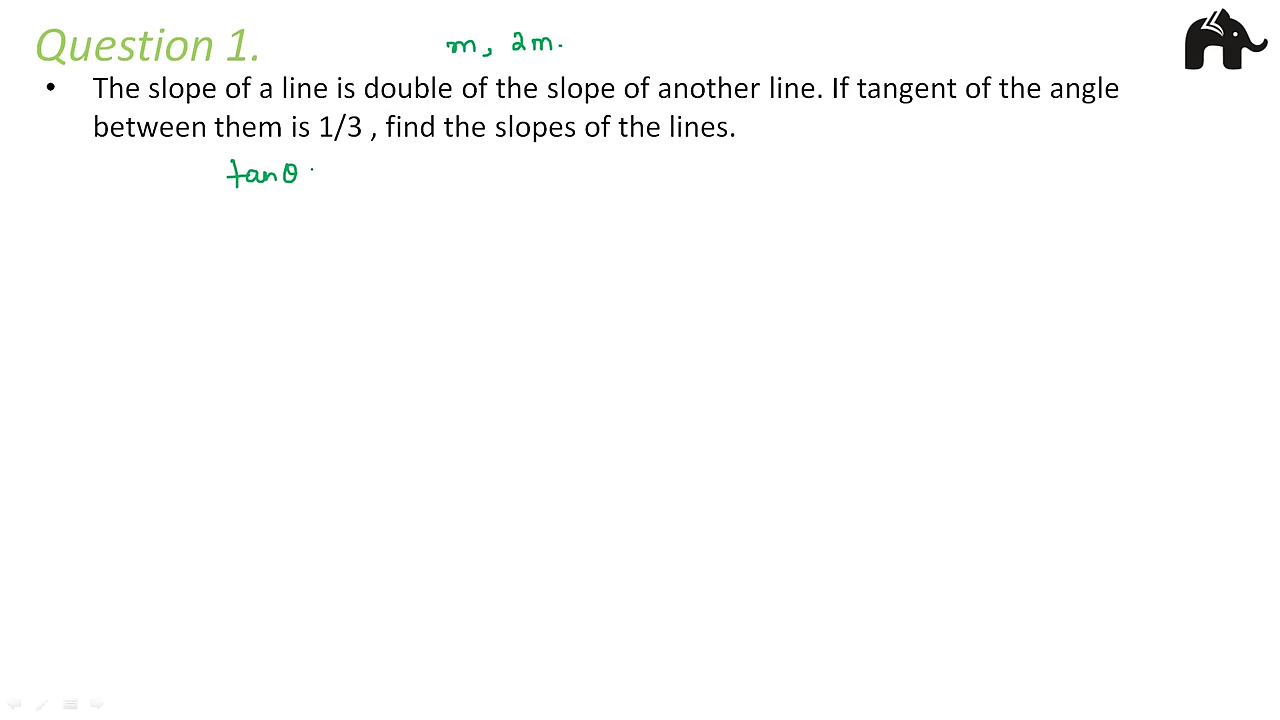 Question 1.
m, 2m.
• The slope of a line is double of the slope of another line. If tangent of the angle
between them is 1/3 , find the slopes of the lines.
tanθ